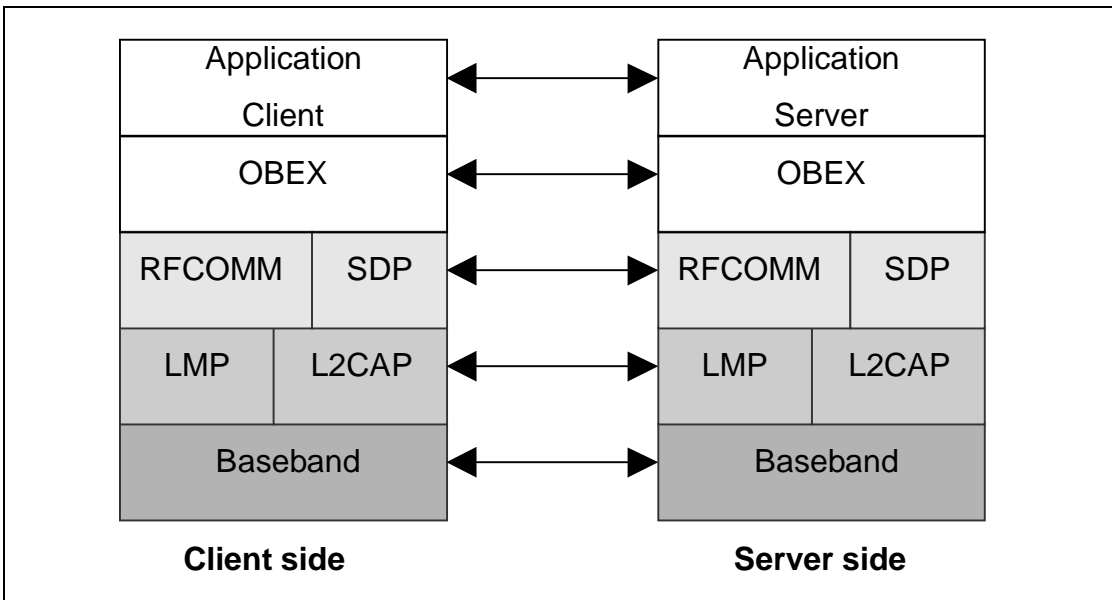 Application Application
Client Server
OBEX OBEX
RFCOMM SDP RFCOMM SDP
LMP L2CAP LMP L2CAP
Baseband Baseband
Client side Server side